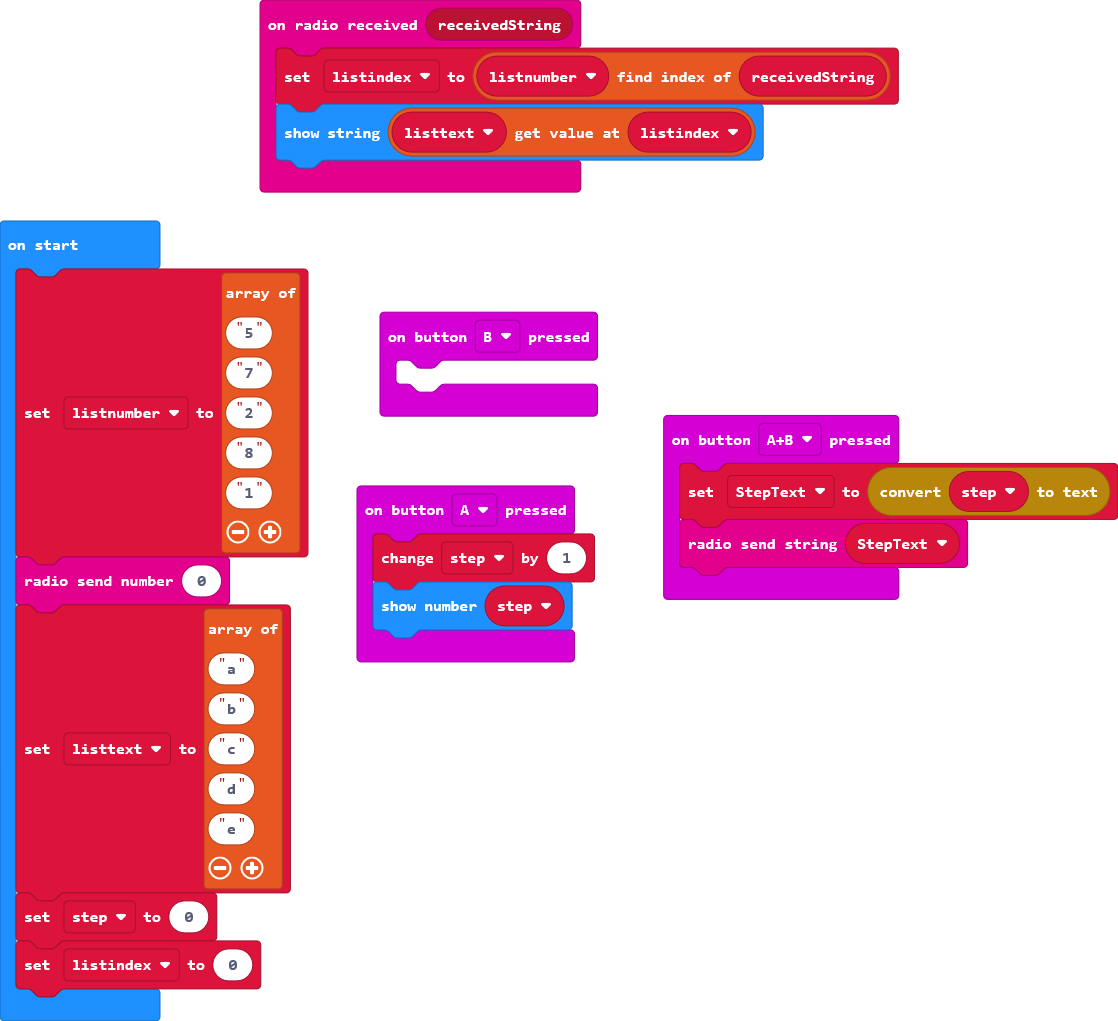 on radio received receivedString
set listindex to listnumber find index of receivedString
show string listtext get value at listindex
on start
array of
"5"
"7"
set listnumber to "2"
"8"
"1"
radio send number 0
array of
"a"
"b"
set listtext to "c"
"d"
"e"
set step to 0
set listindex to 0
on button B pressed
on button A pressed
change step by 1
show number step
on button A+B pressed
set StepText to convert step to text
radio send string StepText